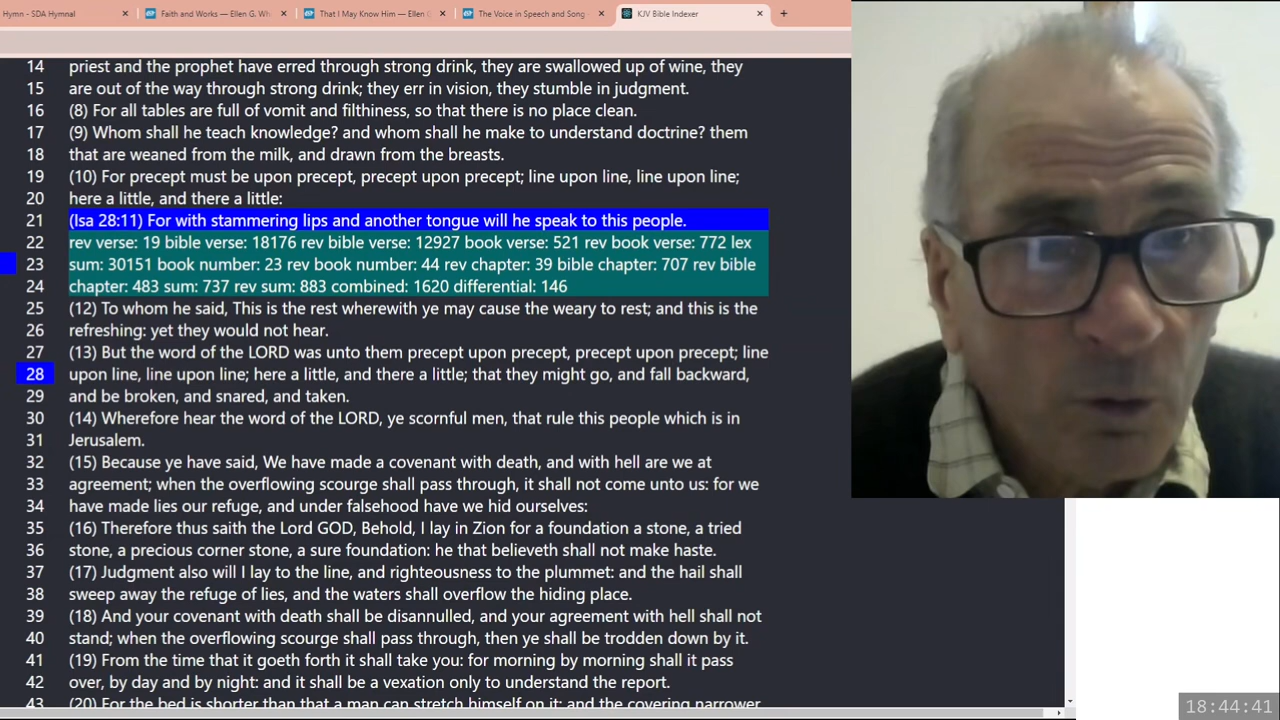 Hymn - SDA Hymnal
Faith and Works — Ellen G. Wh
That I May Know Him — Ellen
The Voice in Speech and Song
KJV Bible Indexer
14 priest and the prophet have erred through strong drink, they are swallowed up of wine, they
15 are out of the way through strong drink; they err in vision, they stumble in judgment.
16 (8) For all tables are full of vomit and filthiness, so that there is no place clean.
17 (9) Whom shall he teach knowledge? and whom shall he make to understand doctrine? them
18 that are weaned from the milk, and drawn from the breasts.
19 (10) For precept must be upon precept, precept upon precept; line upon line, line upon line;
20 here a little, and there a little:
21 (Isa 28:11) For with stammering lips and another tongue will he speak to this people.
22 rev verse: 19 bible verse: 18176 rev bible verse: 12927 book verse: 521 rev book verse: 772 lex
23 sum: 30151 book number: 23 rev book number: 44 rev chapter: 39 bible chapter: 707 rev bible
24 chapter: 483 sum: 737 rev sum: 883 combined: 1620 differential: 146
25 (12) To whom he said, This is the rest wherewith ye may cause the weary to rest; and this is the
26 refreshing: yet they would not hear.
27 (13) But the word of the LORD was unto them precept upon precept, precept upon precept; line
28 upon line, line upon line; here a little, and there a little; that they might go, and fall backward,
29 and be broken, and snared, and taken.
30 (14) Wherefore hear the word of the LORD, ye scornful men, that rule this people which is in
31 Jerusalem.
32 (15) Because ye have said, We have made a covenant with death, and with hell are we at
33 agreement; when the overflowing scourge shall pass through, it shall not come unto us: for we
34 have made lies our refuge, and under falsehood have we hid ourselves:
35 (16) Therefore thus saith the Lord GOD, Behold, I lay in Zion for a foundation a stone, a tried
36 stone, a precious corner stone, a sure foundation: he that believeth shall not make haste.
37 (17) Judgment also will I lay to the line, and righteousness to the plummet: and the hail shall
38 sweep away the refuge of lies, and the waters shall overflow the hiding place.
39 (18) And your covenant with death shall be disannulled, and your agreement with hell shall not
40 stand; when the overflowing scourge shall pass through, then ye shall be trodden down by it.
41 (19) From the time that it goeth forth it shall take you: for morning by morning shall it pass
42 over, by day and by night: and it shall be a vexation only to understand the report.
43 (20) For the bed is shorter than that a man can stretch himself on it: and the covering narrower
18:44:41